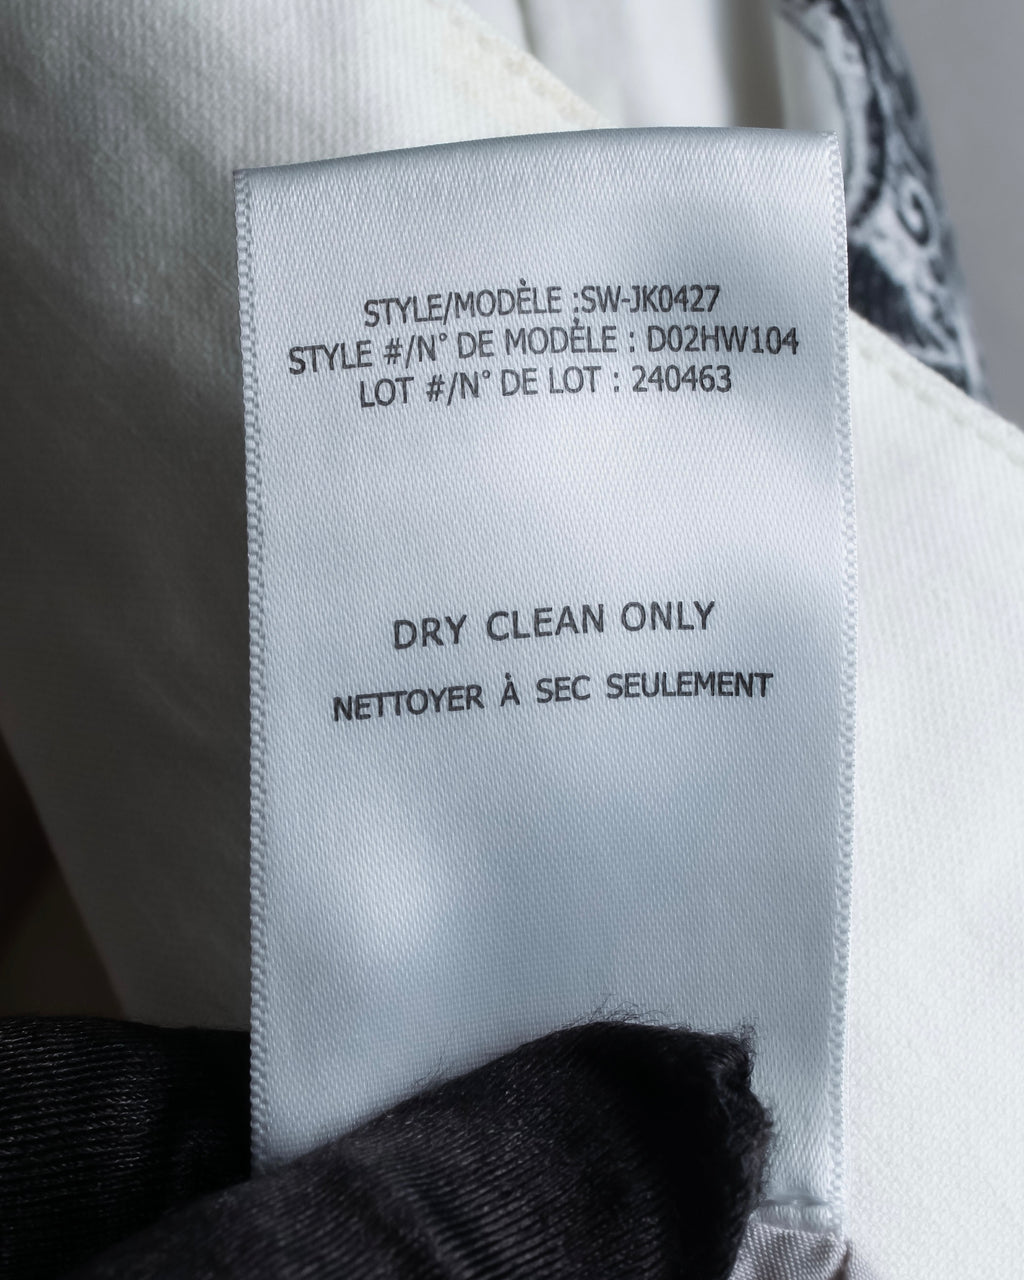 STYLE/MODÈLE :SW-JK0427
STYLE #/N° DE MODÈLE : D02HW104
LOT #/N° DE LOT : 240463
DRY CLEAN ONLY
NETTOYER À SEC SEULEMENT